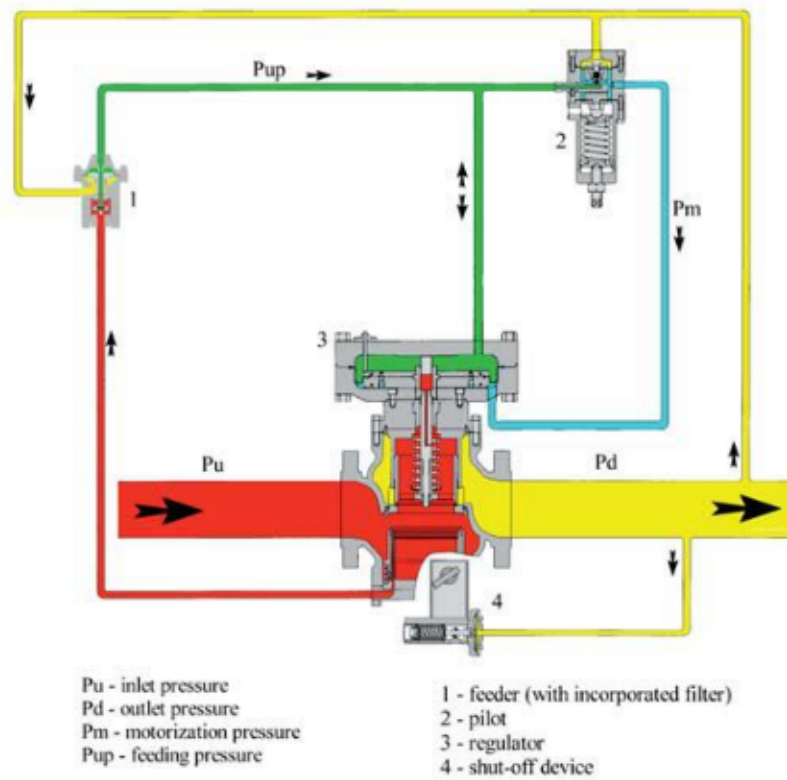 Pup
1
2
Pm
3
Pu
Pd
4
Pu - inlet pressure
Pd - outlet pressure
Pm - motorization pressure
Pup - feeding pressure
1 - feeder (with incorporated filter)
2 - pilot
3 - regulator
4 - shut-off device